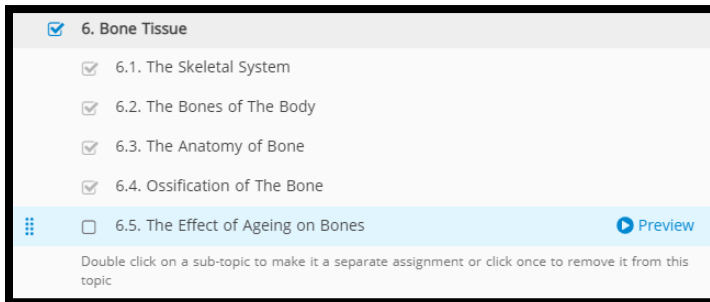 6. Bone Tissue
6.1. The Skeletal System
6.2. The Bones of The Body
6.3. The Anatomy of Bone
6.4. Ossification of The Bone
6.5. The Effect of Ageing on Bones Preview
Double click on a sub-topic to make it a separate assignment or click once to remove it from this
topic